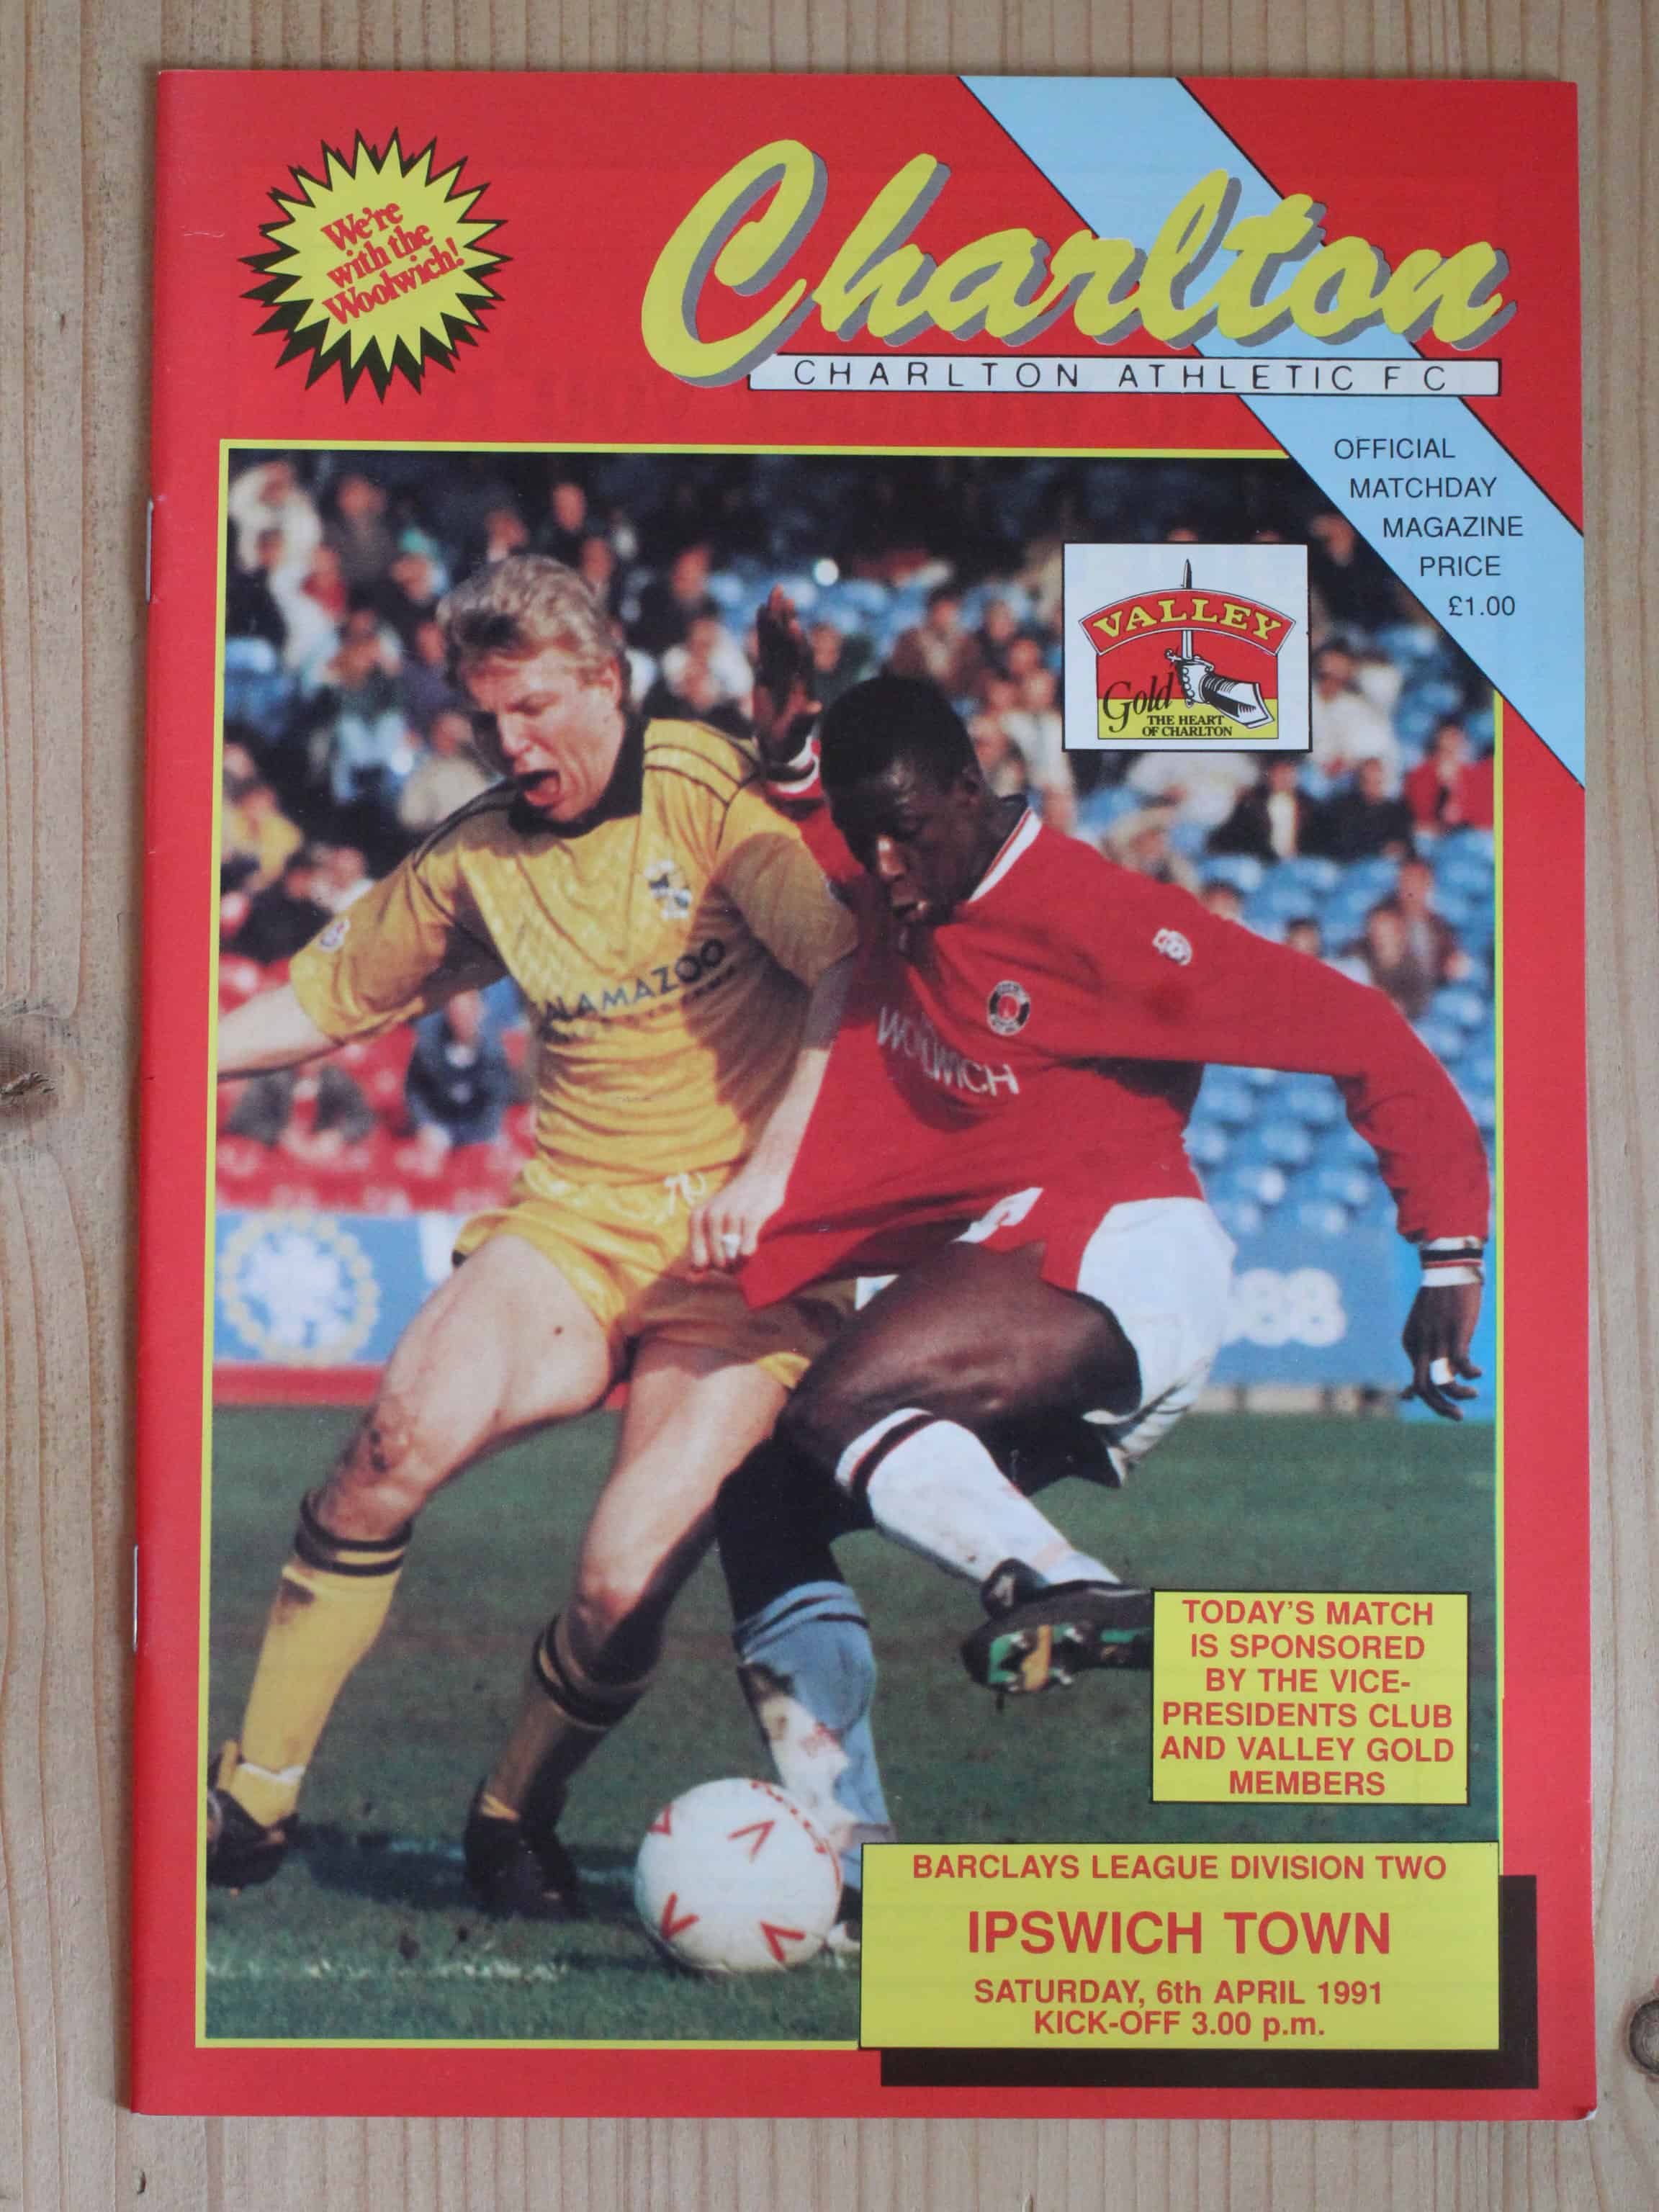 We're
with the
Woolwich!
Charlton
CHARLTON ATHLETIC F C
OFFICIAL
MATCHDAY
MAGAZINE
PRICE
£1.00
VALLEY
Gold
THE HEART
OF CHARLTON
ALAMAZOO
WOOLWICH
88
TODAY'S MATCH
IS SPONSORED
BY THE VICE-
PRESIDENTS CLUB
AND VALLEY GOLD
MEMBERS
BARCLAYS LEAGUE DIVISION TWO
IPSWICH TOWN
SATURDAY, 6th APRIL 1991
KICK-OFF 3.00 p.m.